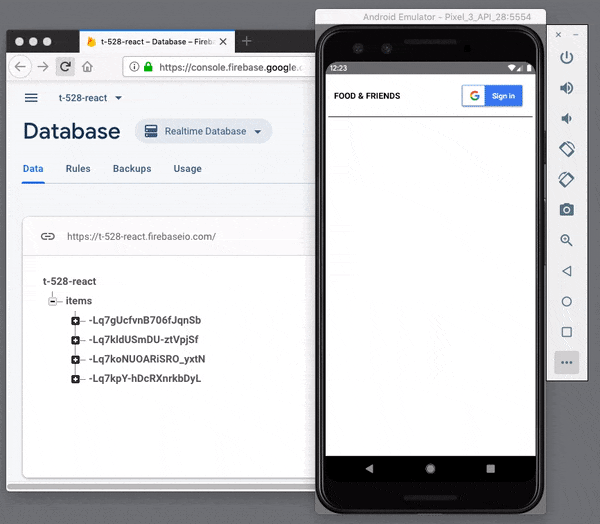 Android Emulator – Pixel_3_API_28:5554
t-528-react – Database – Fireb
https://console.firebase.google.c
t-528-react
Database
Realtime Database
Data Rules Backups Usage
https://t-528-react.firebaseio.com/
t-528-react
items
-Lq7gUcfvnB706fJqnSb
-Lq7kldUSmDU-ztVpjSf
-Lq7koNUOARiSRO_yxtN
-Lq7kpY-hDcRXnrkbDyL
12:23
FOOD & FRIENDS
G Sign in